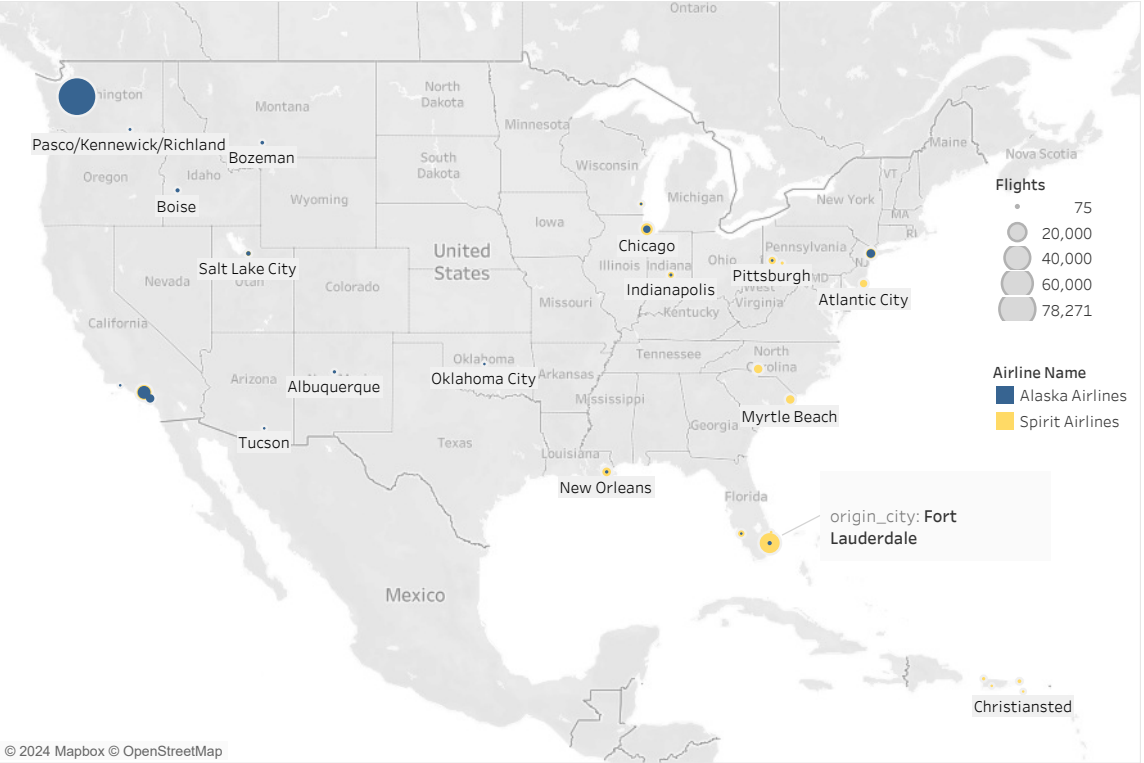 Ontario
hington
Montana
North
Dakota
Minnesota
Maine
Nova Scotia
Pasco/Kennewick/Richland
Bozeman
Oregon
Idaho
South
Dakota
Wisconsin
Michigan
VT
New York
Flights
75
Boise
Wyoming
MA
RI
20,000
Iowa
Chicago
Pennsylvania
40,000
Salt Lake City
Utah
Nevada
Colorado
United
States
Illinois
Indiana
Ohio
Pittsburgh
NJ
MD
60,000
Indianapolis
Atlantic City
78,271
Missouri
West
Virginia
Kentucky
California
Tennessee
North
Carolina
Oklahoma
Airline Name
Alaska Airlines
Arizona
Albuquerque
Oklahoma City
Arkansas
Mississippi
Myrtle Beach
Spirit Airlines
Georgia
Tucson
Texas
Louisiana
New Orleans
Florida
origin_city: Fort
Lauderdale
Mexico
Christiansted
© 2024 Mapbox © OpenStreetMap